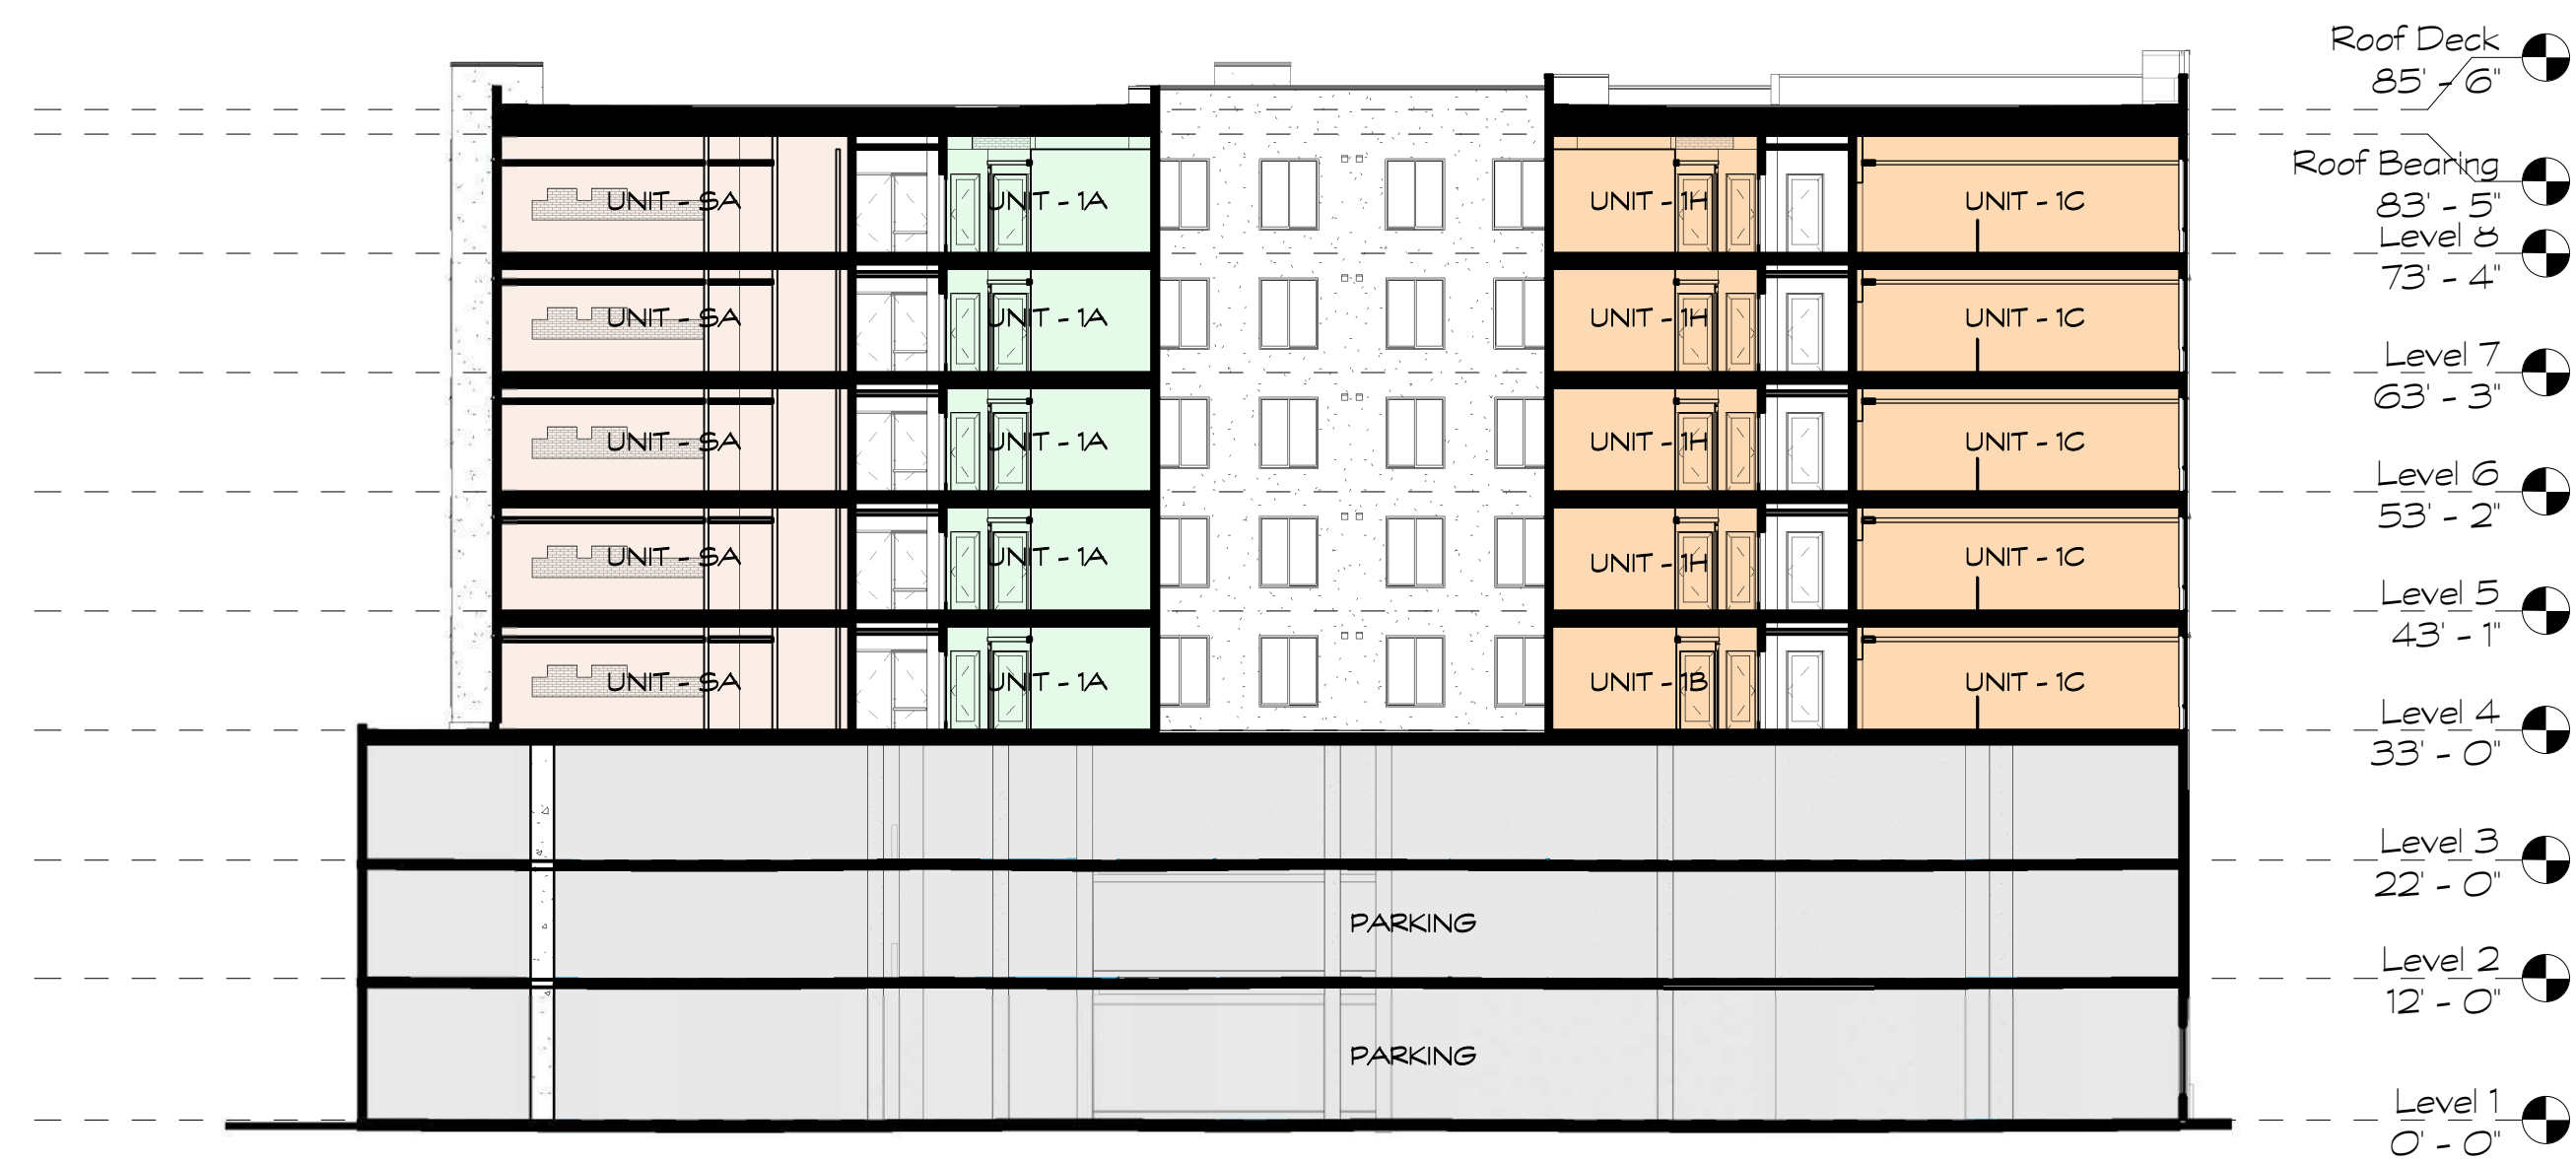 Roof Deck
85' - 6"
Roof Bearing
83' - 5"
UNIT - SA
UNIT - 1A
UNIT - 1H
UNIT - 1C
Level 8
73' - 4"
UNIT - SA
UNIT - 1A
UNIT - 1H
UNIT - 1C
Level 7
63' - 3"
UNIT - SA
UNIT - 1A
UNIT - 1H
UNIT - 1C
Level 6
53' - 2"
UNIT - SA
UNIT - 1A
UNIT - 1H
UNIT - 1C
Level 5
43' - 1"
UNIT - SA
UNIT - 1A
UNIT - 1B
UNIT - 1C
Level 4
33' - 0"
Level 3
22' - 0"
PARKING
Level 2
12' - 0"
PARKING
Level 1
0' - 0"